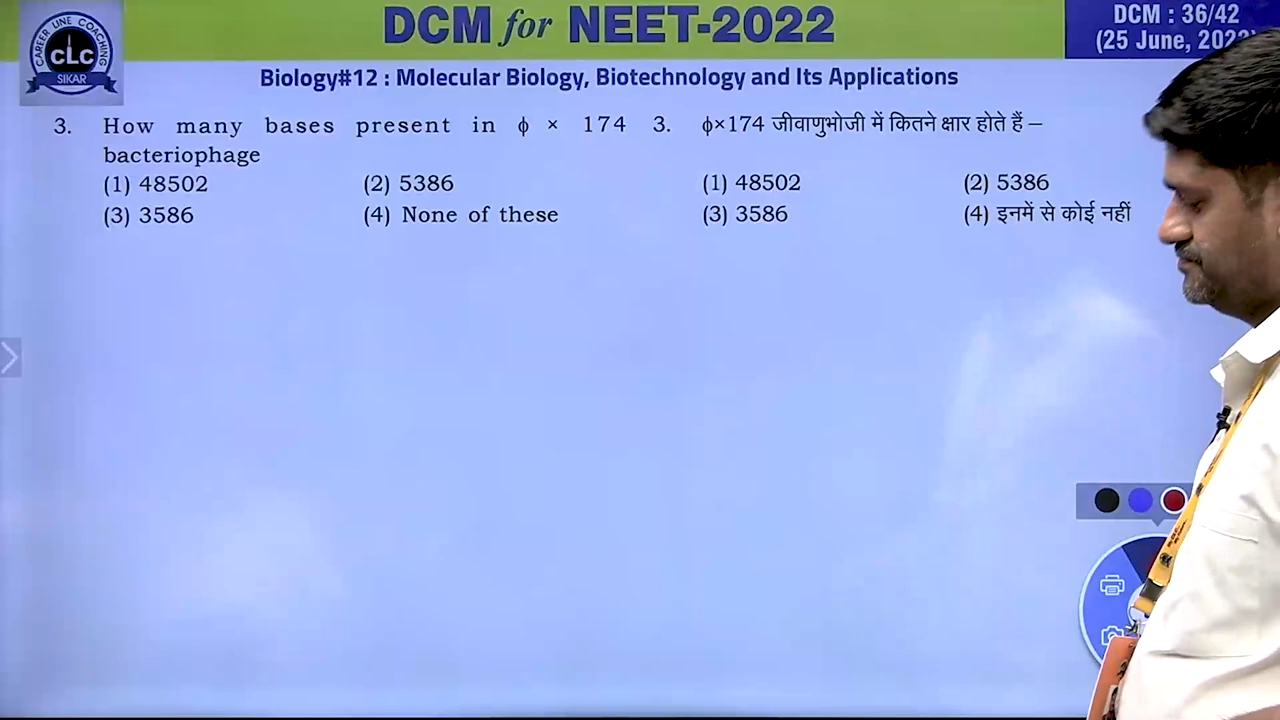 CAREER LINE COACHING
CLC
SIKAR
DCM for NEET-2022
DCM : 36/42
(25 June, 2022)
Biology#12 : Molecular Biology, Biotechnology and Its Applications
3. How many bases present in ϕ × 174 bacteriophage
(1) 48502 (2) 5386
(3) 3586 (4) None of these
3. ϕ×174 जीवाणुभोजी में कितने क्षार होते हैं –
(1) 48502 (2) 5386
(3) 3586 (4) इनमें से कोई नहीं